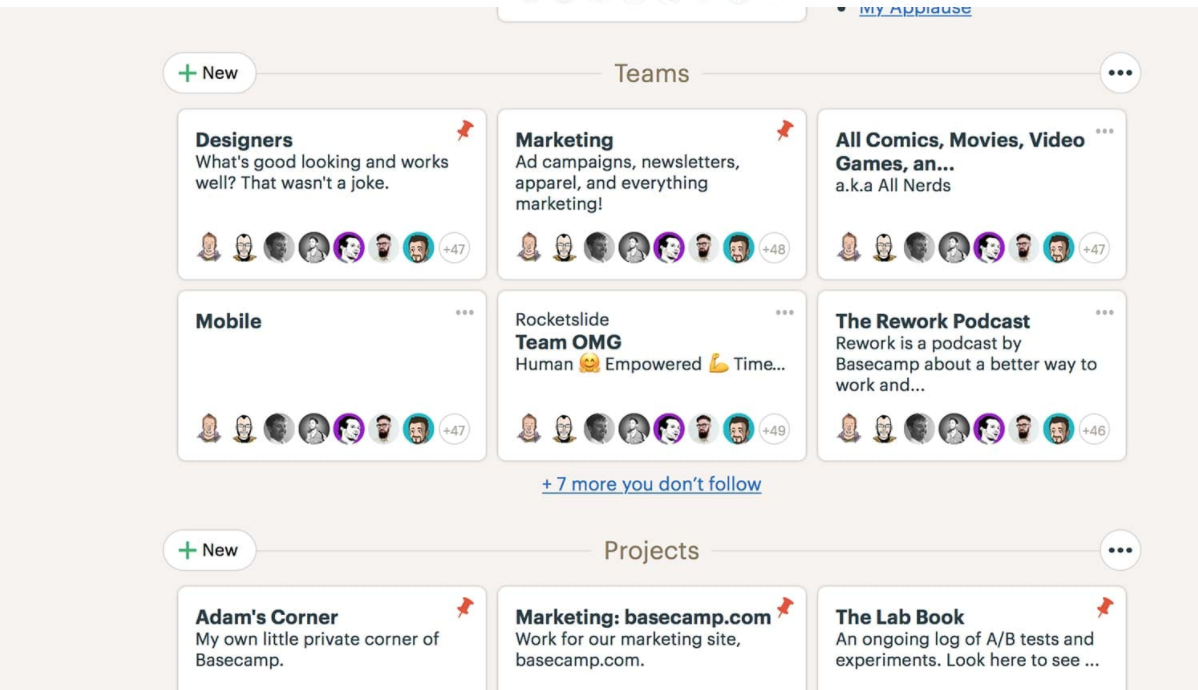 My Applause
+ New
Teams
•••
Designers
What's good looking and works
well? That wasn't a joke.
+47
Marketing
Ad campaigns, newsletters,
apparel, and everything
marketing!
+48
All Comics, Movies, Video
Games, an...
a.k.a All Nerds
+47
Mobile
+47
Rocketslide
Team OMG
Human 🤗 Empowered 💪 Time...
+49
The Rework Podcast
Rework is a podcast by
Basecamp about a better way to
work and...
+46
+ 7 more you don’t follow
+ New
Projects
•••
Adam's Corner
My own little private corner of
Basecamp.
Marketing: basecamp.com
Work for our marketing site,
basecamp.com.
The Lab Book
An ongoing log of A/B tests and
experiments. Look here to see ...